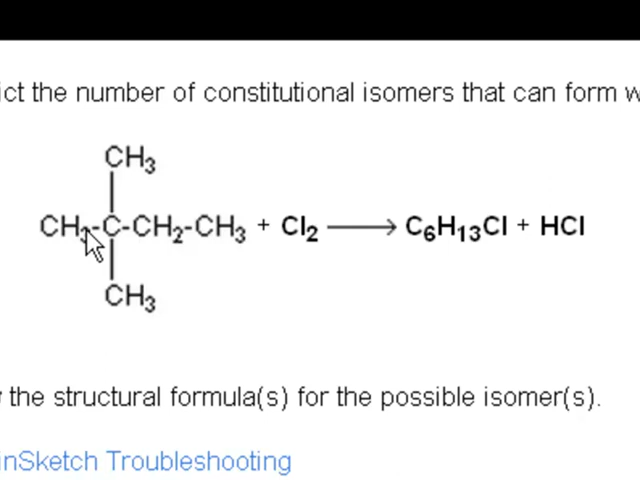 ict the number of constitutional isomers that can form w
CH3
CH3-C-CH2-CH3 + Cl2 ⟶ C6H13Cl + HCl
CH3
the structural formula(s) for the possible isomer(s).
inSketch Troubleshooting